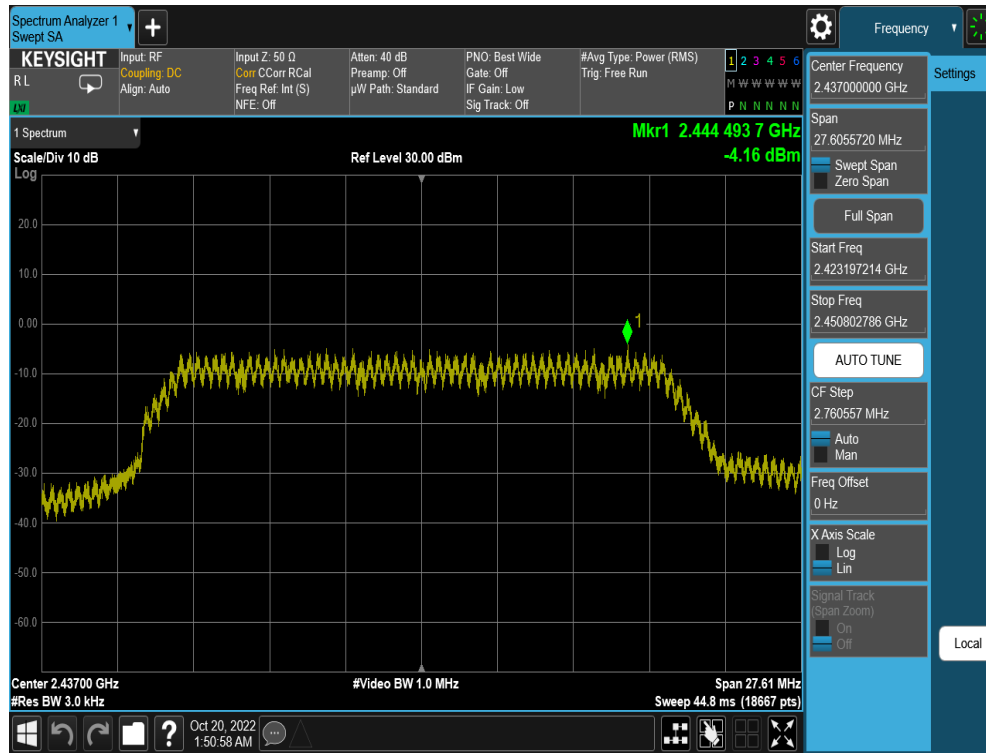 Spectrum Analyzer 1
Swept SA
Frequency
KEYSIGHT
R L
LXI
Input: RF
Coupling: DC
Align: Auto
Input Z: 50 Ω
Corr CCorr RCal
Freq Ref: Int (S)
NFE: Off
Atten: 40 dB
Preamp: Off
µW Path: Standard
PNO: Best Wide
Gate: Off
IF Gain: Low
Sig Track: Off
#Avg Type: Power (RMS)
Trig: Free Run
1 2 3 4 5 6
M W W W W W
P N N N N N
1 Spectrum
Scale/Div 10 dB
Log
Ref Level 30.00 dBm
Mkr1 2.444 493 7 GHz
-4.16 dBm
20.0
10.0
0.00
-10.0
-20.0
-30.0
-40.0
-50.0
-60.0
1
Center 2.43700 GHz
#Res BW 3.0 kHz
#Video BW 1.0 MHz
Span 27.61 MHz
Sweep 44.8 ms (18667 pts)
Center Frequency
2.437000000 GHz
Settings
Span
27.6055720 MHz
Swept Span
Zero Span
Full Span
Start Freq
2.423197214 GHz
Stop Freq
2.450802786 GHz
AUTO TUNE
CF Step
2.760557 MHz
Auto
Man
Freq Offset
0 Hz
X Axis Scale
Log
Lin
Signal Track
(Span Zoom)
On
Off
Local
?
Oct 20, 2022
1:50:58 AM